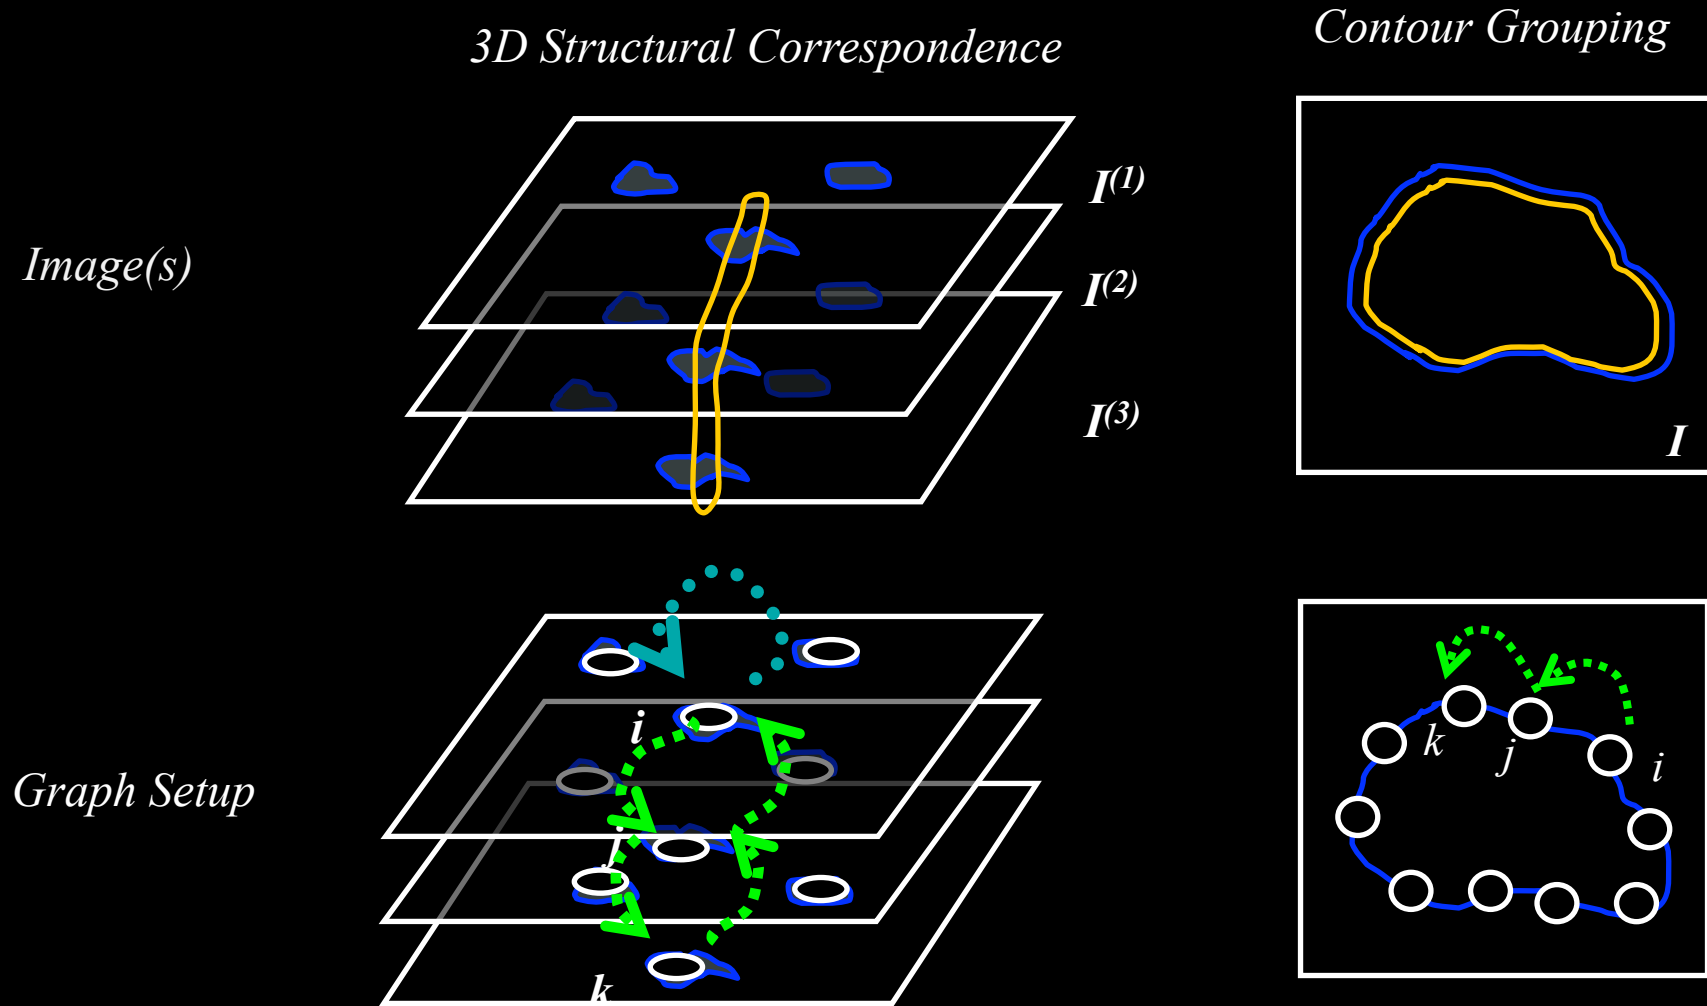 3D Structural Correspondence
Contour Grouping
Image(s)
I(1)
I(2)
I(3)
I
Graph Setup
i
j
k
k
j
i